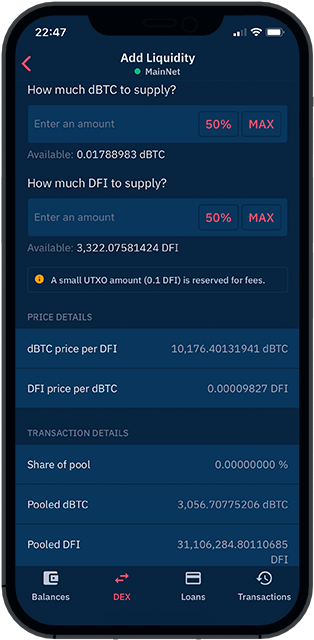 22:47
Add Liquidity
MainNet
How much dBTC to supply?
Enter an amount 50% MAX
Available: 0.01788983 dBTC
How much DFI to supply?
Enter an amount 50% MAX
Available: 3,322.07581424 DFI
A small UTXO amount (0.1 DFI) is reserved for fees.
PRICE DETAILS
dBTC price per DFI 10,176.40131941 dBTC
DFI price per dBTC 0.00009827 DFI
TRANSACTION DETAILS
Share of pool 0.00000000 %
Pooled dBTC 3,056.70775206 dBTC
Pooled DFI 31,106,284.80110685
DFI
Balances DEX Loans Transactions